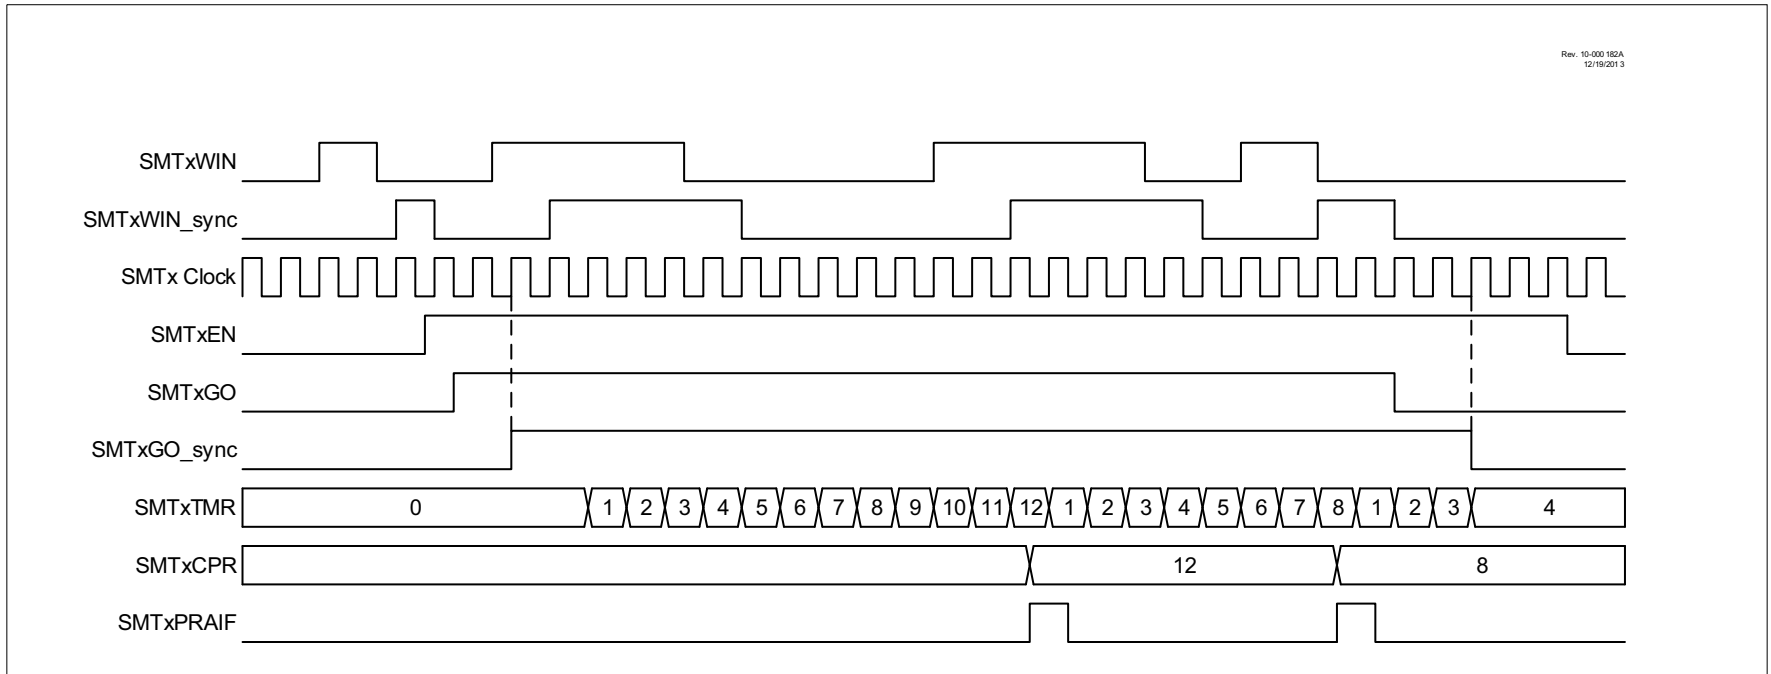 Rev. 10-000 182A
12/19/201 3
SMTxWIN
SMTxWIN_sync
SMTx Clock
SMTxEN
SMTxGO
SMTxGO_sync
SMTxTMR 0 1 2 3 4 5 6 7 8 9 10 11 12 1 2 3 4 5 6 7 8 1 2 3 4
SMTxCPR 12 8
SMTxPRAIF